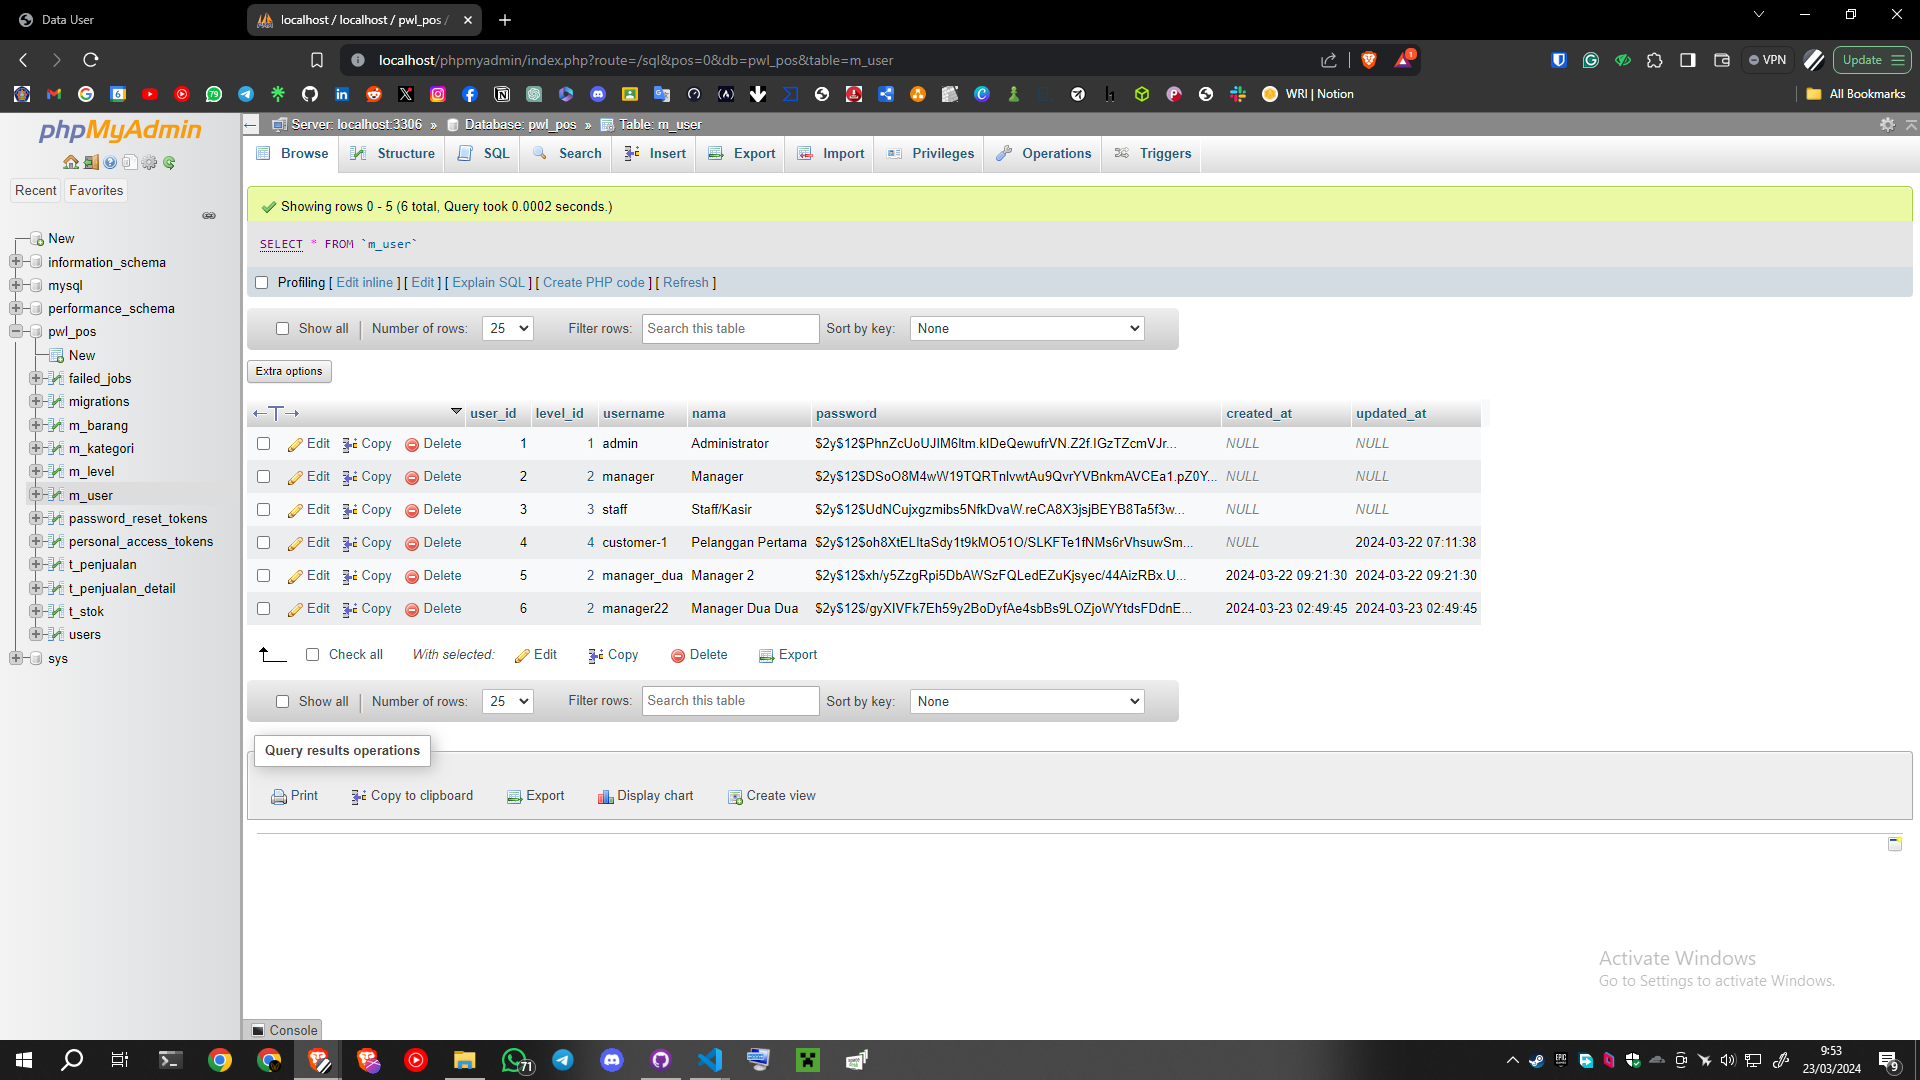 Data User
localhost / localhost / pwl_pos /
localhost/phpmyadmin/index.php?route=/sql&pos=0&db=pwl_pos&table=m_user
1
VPN
Update
WRI | Notion
All Bookmarks
phpMyAdmin
Recent
Favorites
New
information_schema
mysql
performance_schema
pwl_pos
New
failed_jobs
migrations
m_barang
m_kategori
m_level
m_user
password_reset_tokens
personal_access_tokens
t_penjualan
t_penjualan_detail
t_stok
users
sys
Server: localhost:3306 » Database: pwl_pos » Table: m_user
Browse Structure SQL Search Insert Export Import Privileges Operations Triggers
Showing rows 0 - 5 (6 total, Query took 0.0002 seconds.)
SELECT * FROM `m_user`
Profiling [ Edit inline ] [ Edit ] [ Explain SQL ] [ Create PHP code ] [ Refresh ]
Show all | Number of rows: 25 Filter rows: Search this table Sort by key: None
Extra options
user_id level_id username nama password created_at updated_at
Edit Copy Delete 1 1 admin Administrator $2y$12$PhnZcUoUJIM6ltm.kIDeQewufrVN.Z2f.IGzTZcmVJr... NULL NULL
Edit Copy Delete 2 2 manager Manager $2y$12$DSoO8M4wW19TQRTnlvwtAu9QvrYVBnkmAVCEa1.pZ0Y... NULL NULL
Edit Copy Delete 3 3 staff Staff/Kasir $2y$12$UdNCujxgzmibs5NfkDvaW.reCA8X3jsjBEYB8Ta5f3w... NULL NULL
Edit Copy Delete 4 4 customer-1 Pelanggan Pertama $2y$12$oh8XtELItaSdy1t9kMO51O/SLKFTe1fNMs6rVhsuwSm... NULL 2024-03-22 07:11:38
Edit Copy Delete 5 2 manager_dua Manager 2 $2y$12$xh/y5ZzgRpi5DbAWSzFQLedEZuKjsyec/44AizRBx.U... 2024-03-22 09:21:30 2024-03-22 09:21:30
Edit Copy Delete 6 2 manager22 Manager Dua Dua $2y$12$/gyXIVFk7Eh59y2BoDyfAe4sbBs9LOZjoWYtdsFDdnE... 2024-03-23 02:49:45 2024-03-23 02:49:45
Check all With selected: Edit Copy Delete Export
Show all | Number of rows: 25 Filter rows: Search this table Sort by key: None
Query results operations
Print Copy to clipboard Export Display chart Create view
Activate Windows
Go to Settings to activate Windows.
Console
71
9:53
23/03/2024
9